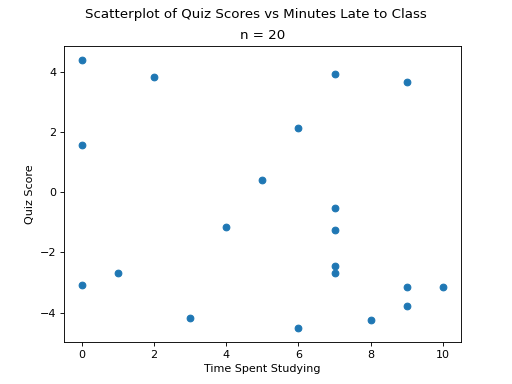 Scatterplot of Quiz Scores vs Minutes Late to Class
n = 20
4
2
0
−2
−4
Quiz Score
0 2 4 6 8 10
Time Spent Studying